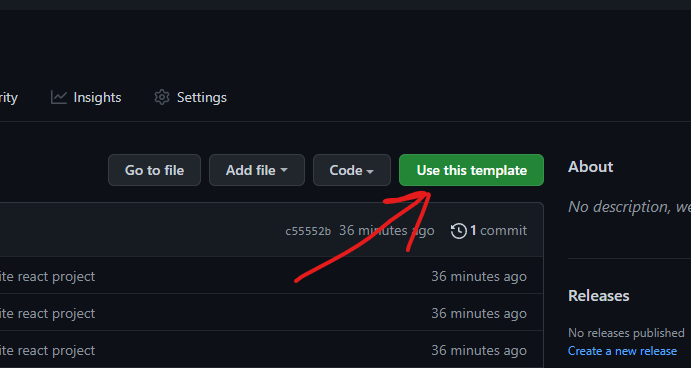 rity Insights Settings
Go to file Add file Code Use this template
About
No description, we
c55552b 36 minutes ago 1 commit
ite react project 36 minutes ago
Releases
ite react project 36 minutes ago
No releases published
ite react project 36 minutes ago
Create a new release